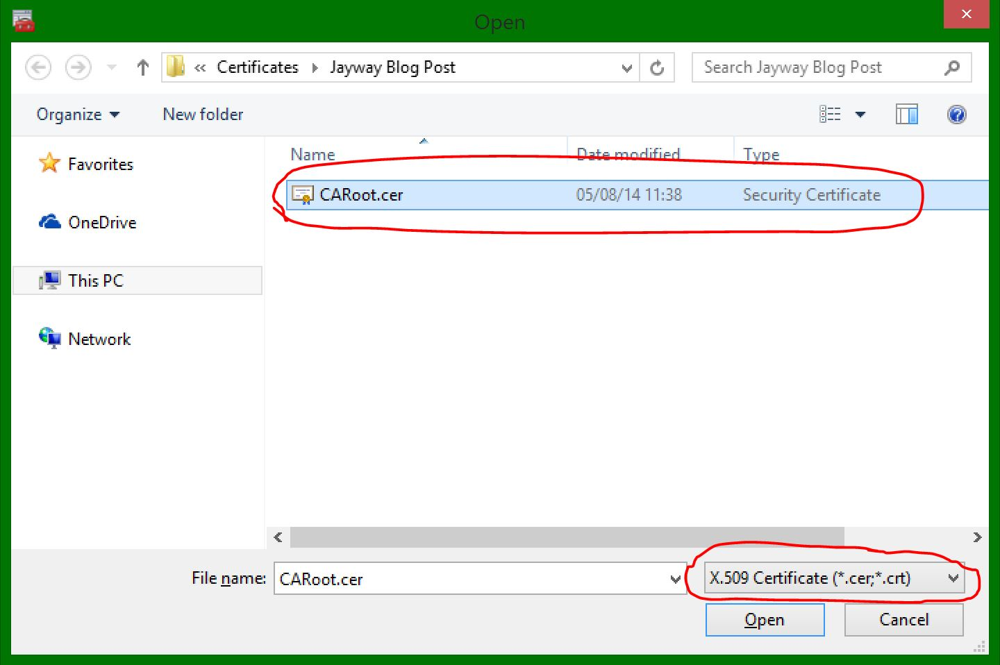 Open
« Certificates Jayway Blog Post
Search Jayway Blog Post
Organize New folder
Name Date modified Type
Favorites
CARoot.cer 05/08/14 11:38 Security Certificate
OneDrive
This PC
Network
File name: CARoot.cer X.509 Certificate (*.cer;*.crt)
Open Cancel